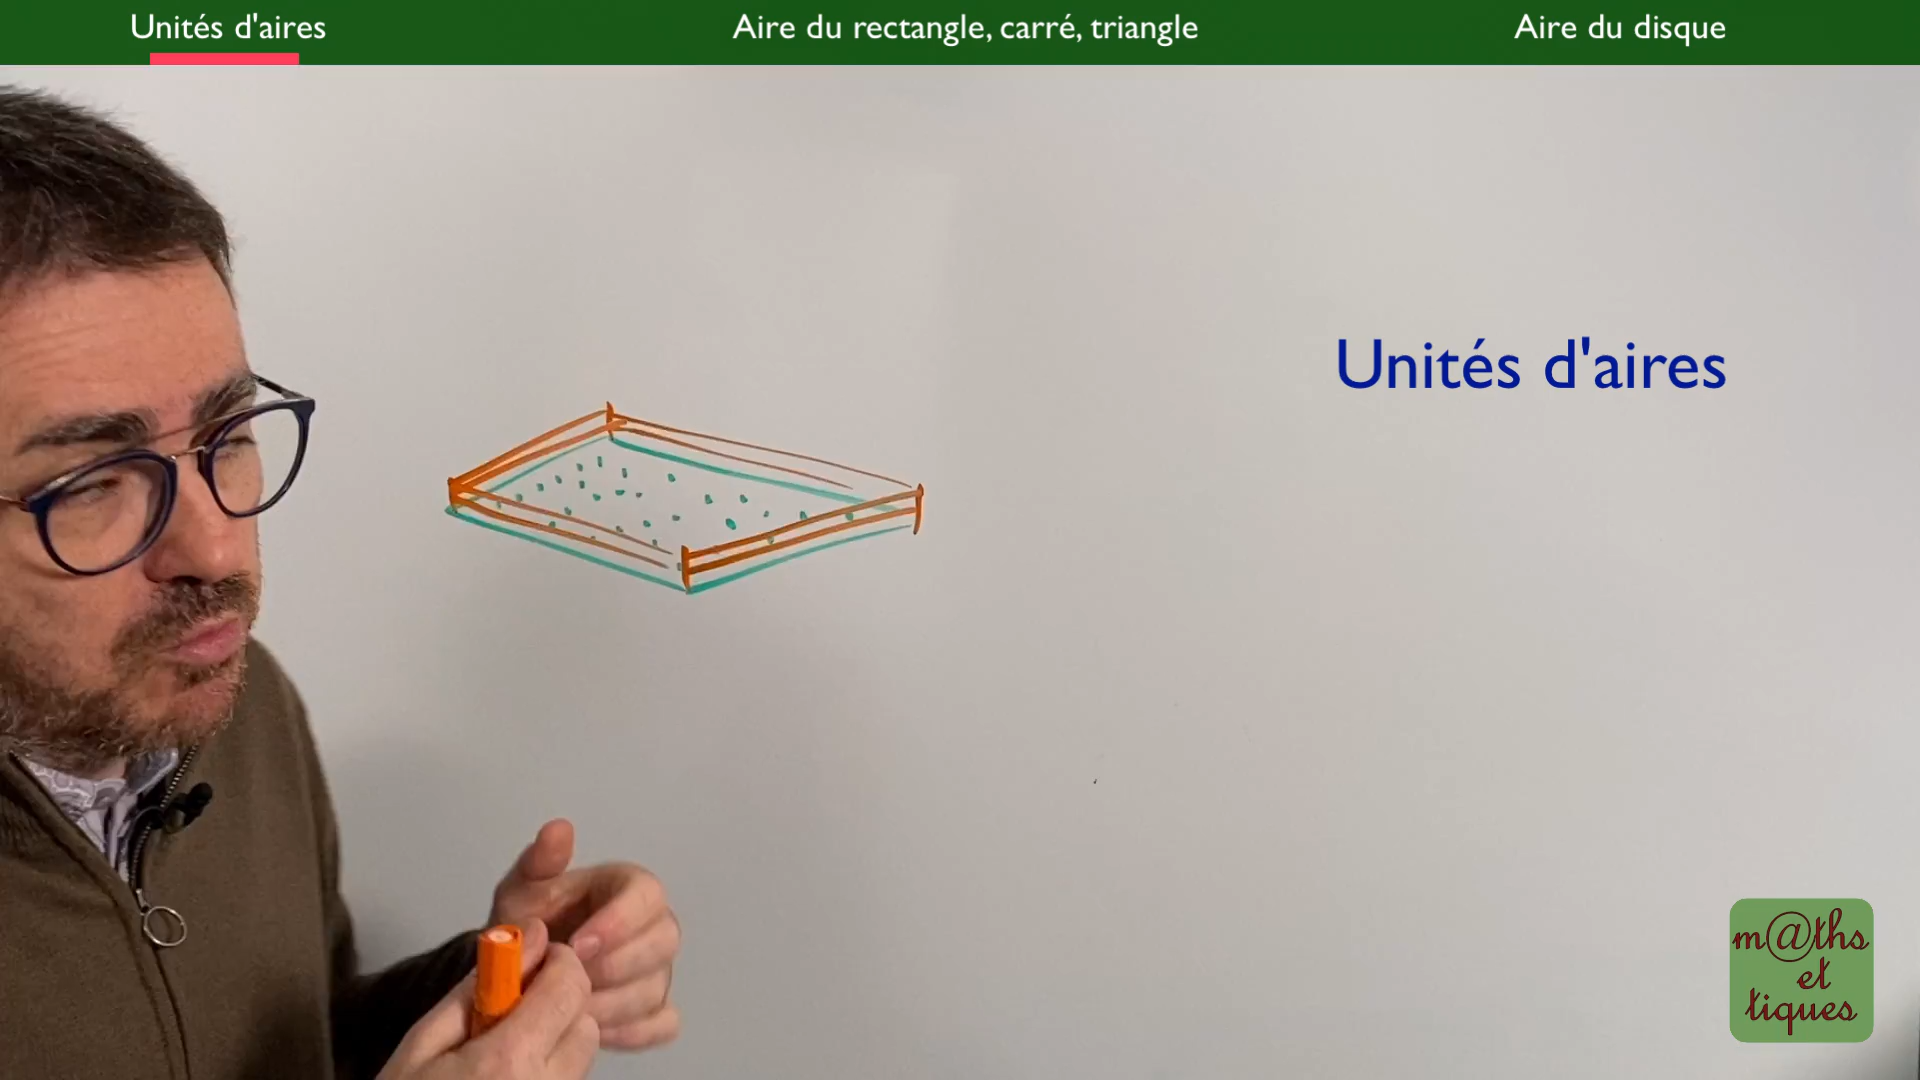 Unités d'aires
Aire du rectangle, carré, triangle
Aire du disque
Unités d'aires
m@ths
et
tiques